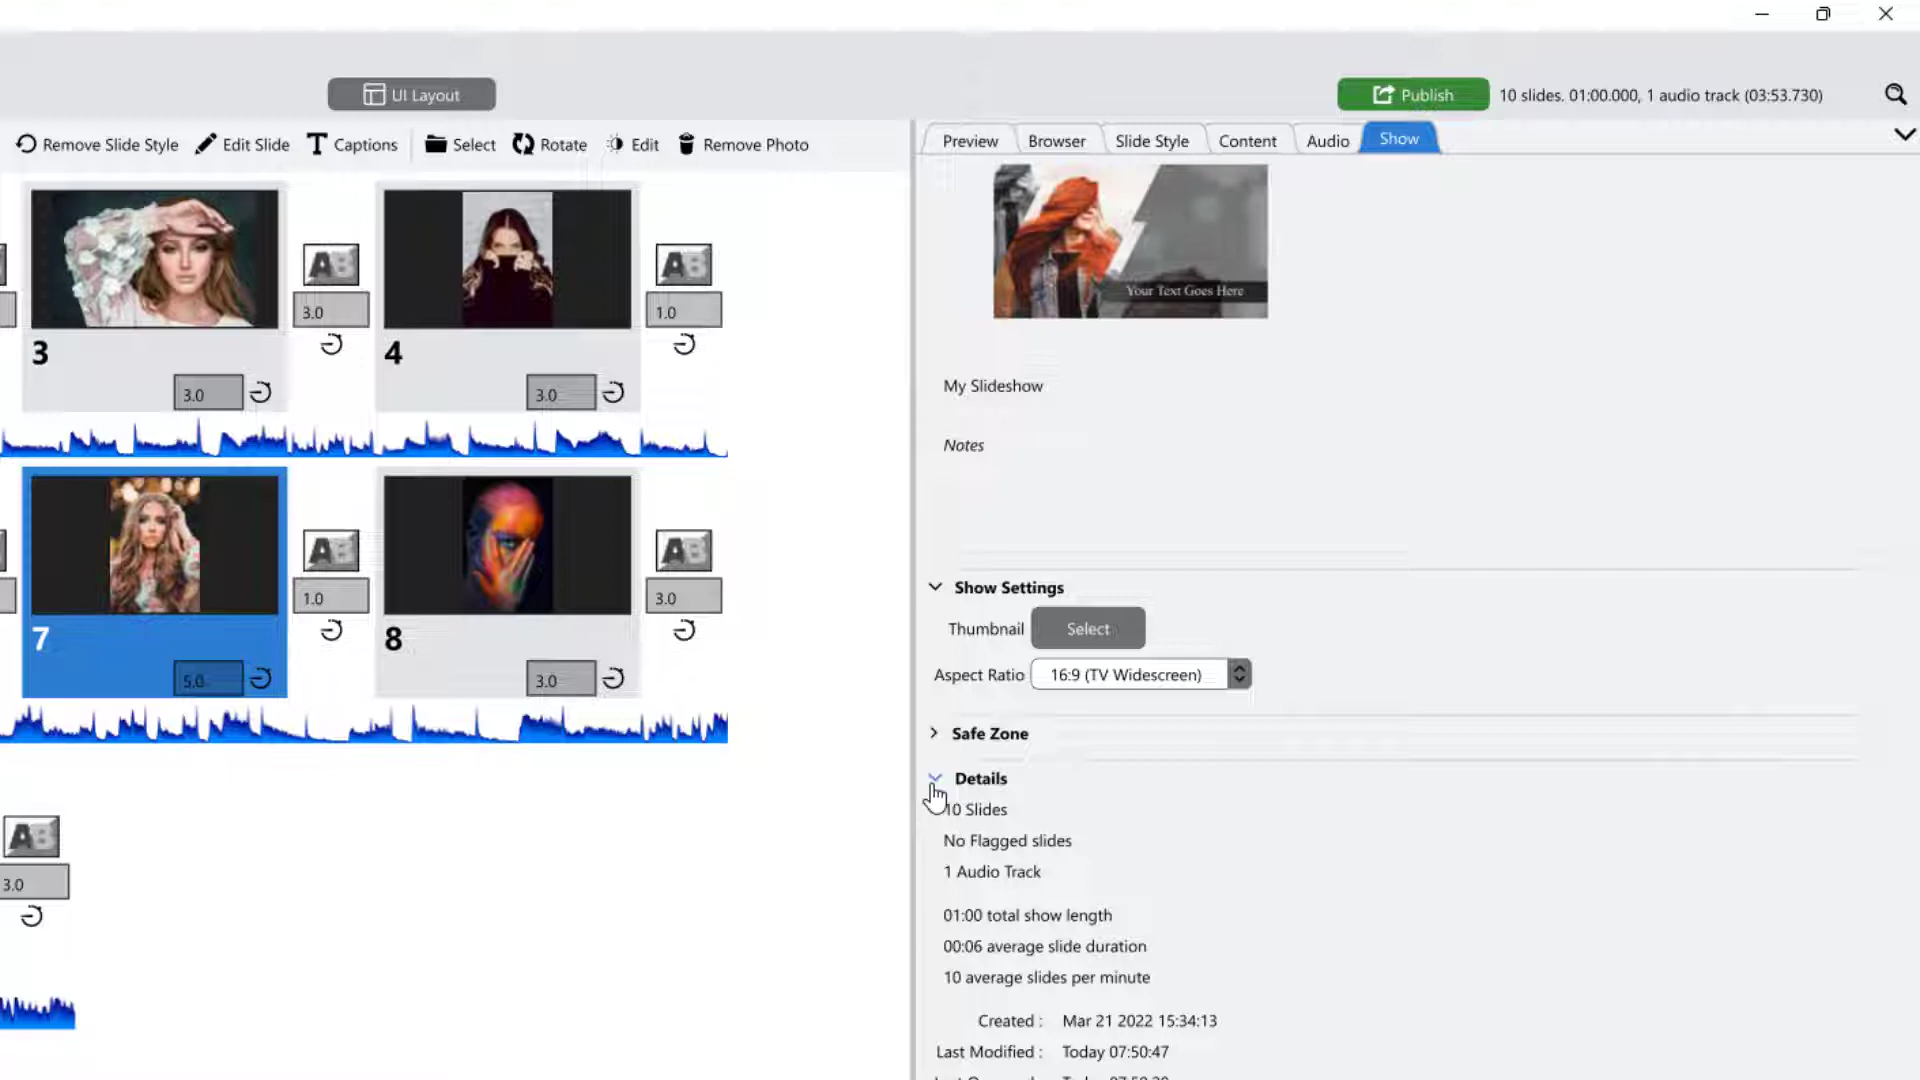 UI Layout
Publish
10 slides. 01:00.000, 1 audio track (03:53.730)
Remove Slide Style
Edit Slide
Captions
Select
Rotate
Edit
Remove Photo
Preview
Browser
Slide Style
Content
Audio
Show
AB
3.0
AB
1.0
3
3.0
4
3.0
AB
1.0
AB
3.0
7
5.0
8
3.0
AB
3.0
Your Text Goes Here
My Slideshow
Notes
Show Settings
Thumbnail
Select
Aspect Ratio
16:9 (TV Widescreen)
Safe Zone
Details
10 Slides
No Flagged slides
1 Audio Track
01:00 total show length
00:06 average slide duration
10 average slides per minute
Created : Mar 21 2022 15:34:13
Last Modified : Today 07:50:47